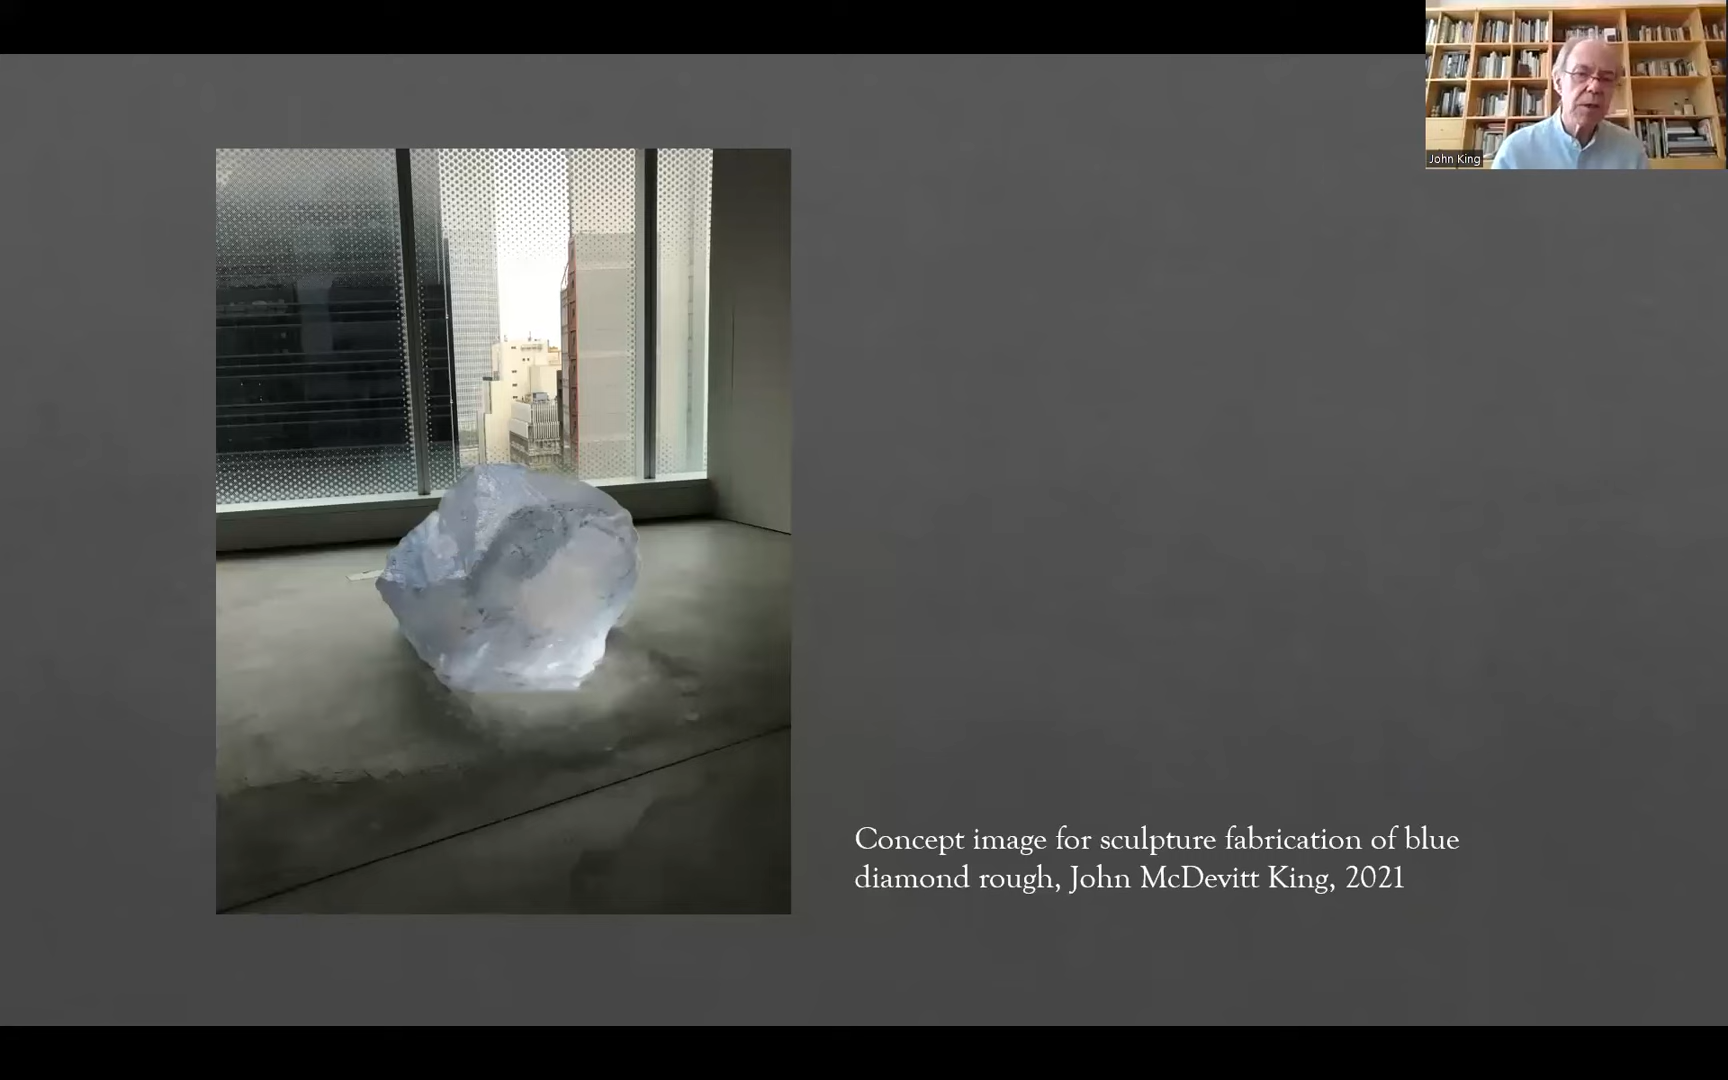 John King
Concept image for sculpture fabrication of blue
diamond rough, John McDevitt King, 2021